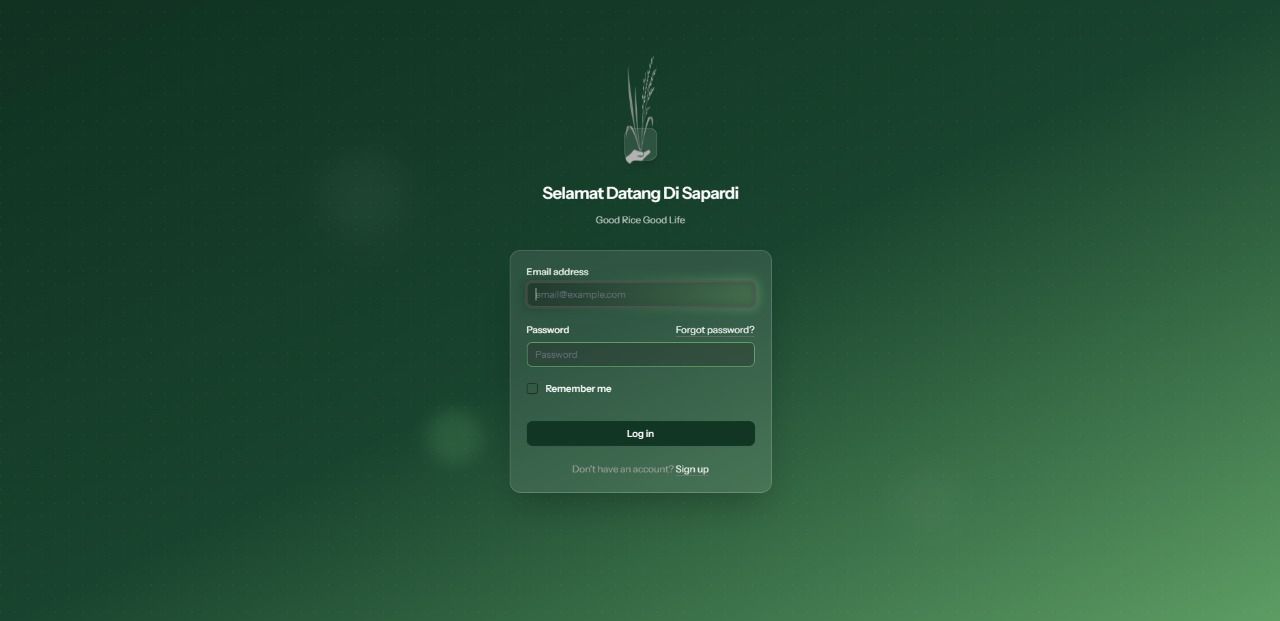 Selamat Datang Di Sapardi
Good Rice Good Life
Email address
email@example.com
Password
Forgot password?
Password
Remember me
Log in
Don't have an account? Sign up